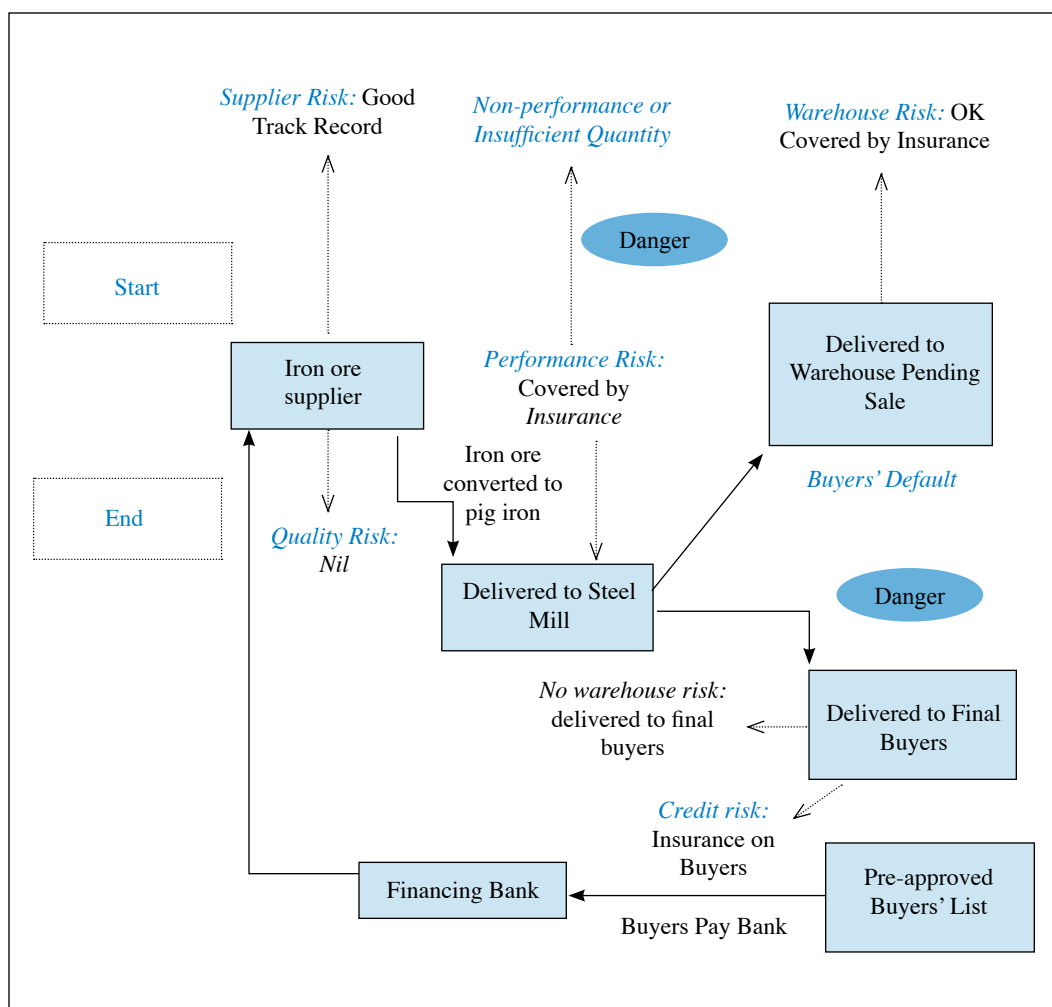 Supplier Risk: Good
Track Record
Non-performance or
Insufficient Quantity
Warehouse Risk: OK
Covered by Insurance
Danger
Start
Iron ore
supplier
Performance Risk:
Covered by
Insurance
Delivered to
Warehouse Pending
Sale
Iron ore
converted to
pig iron
Buyers’ Default
End
Quality Risk:
Nil
Delivered to Steel
Mill
Danger
No warehouse risk:
delivered to final
buyers
Delivered to Final
Buyers
Credit risk:
Insurance on
Buyers
Financing Bank
Pre-approved
Buyers’ List
Buyers Pay Bank